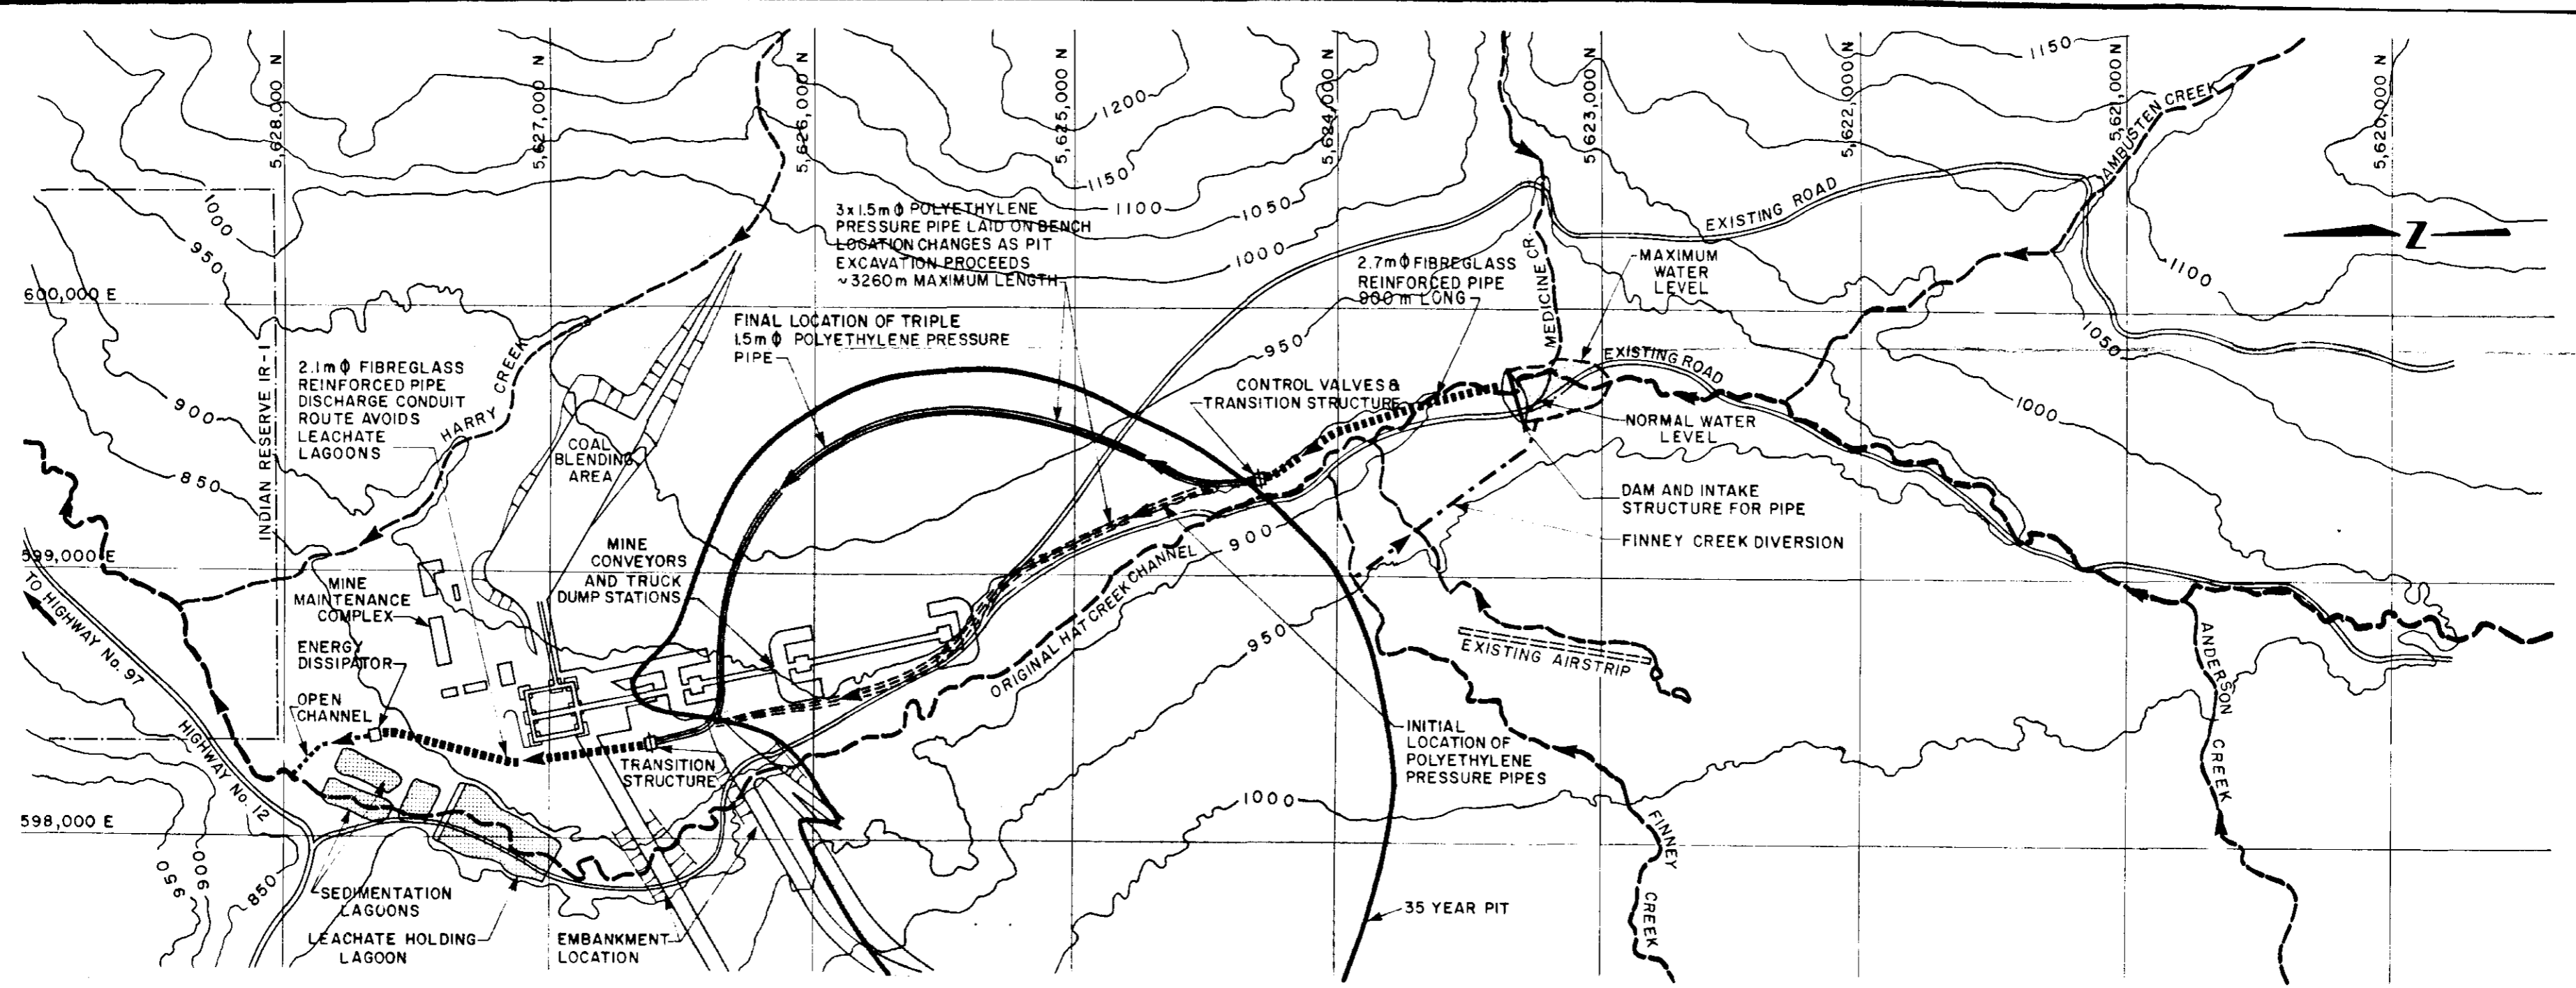 5,628,000 N
5,627,000 N
5,626,000 N
5,625,000 N
5,624,000 N
5,623,000 N
5,622,000 N
5,621,000 N
5,620,000 N
600,000 E
599,000 E
598,000 E
1150
1200
1150
1100
1050
1000
950
1000
950
900
850
1100
1050
1000
900
950
1000
950
900
850
N
INDIAN RESERVE IR-1
3x1.5m ϕ POLYETHYLENE
PRESSURE PIPE LAID ON BENCH
LOCATION CHANGES AS PIT
EXCAVATION PROCEEDS
~3260m MAXIMUM LENGTH
FINAL LOCATION OF TRIPLE
1.5m ϕ POLYETHYLENE PRESSURE
PIPE
2.1m ϕ FIBREGLASS
REINFORCED PIPE
DISCHARGE CONDUIT
ROUTE AVOIDS
LEACHATE
LAGOONS
HARRY CREEK
COAL
BLENDING
AREA
2.7m ϕ FIBREGLASS
REINFORCED PIPE
900 m LONG
MEDICINE CR.
MAXIMUM
WATER
LEVEL
EXISTING ROAD
AMBUSTEN CREEK
EXISTING ROAD
CONTROL VALVES &
TRANSITION STRUCTURE
NORMAL WATER
LEVEL
DAM AND INTAKE
STRUCTURE FOR PIPE
FINNEY CREEK DIVERSION
MINE
CONVEYORS
AND TRUCK
DUMP STATIONS
MINE
MAINTENANCE
COMPLEX
ENERGY
DISSIPATOR
OPEN
CHANNEL
TO HIGHWAY No. 97
HIGHWAY No. 12
ORIGINAL HAT CREEK CHANNEL
EXISTING AIRSTRIP
ANDERSON CREEK
INITIAL
LOCATION OF
POLYETHYLENE
PRESSURE PIPES
TRANSITION
STRUCTURE
FINNEY CREEK
SEDIMENTATION
LAGOONS
LEACHATE HOLDING
LAGOON
EMBANKMENT
LOCATION
35 YEAR PIT